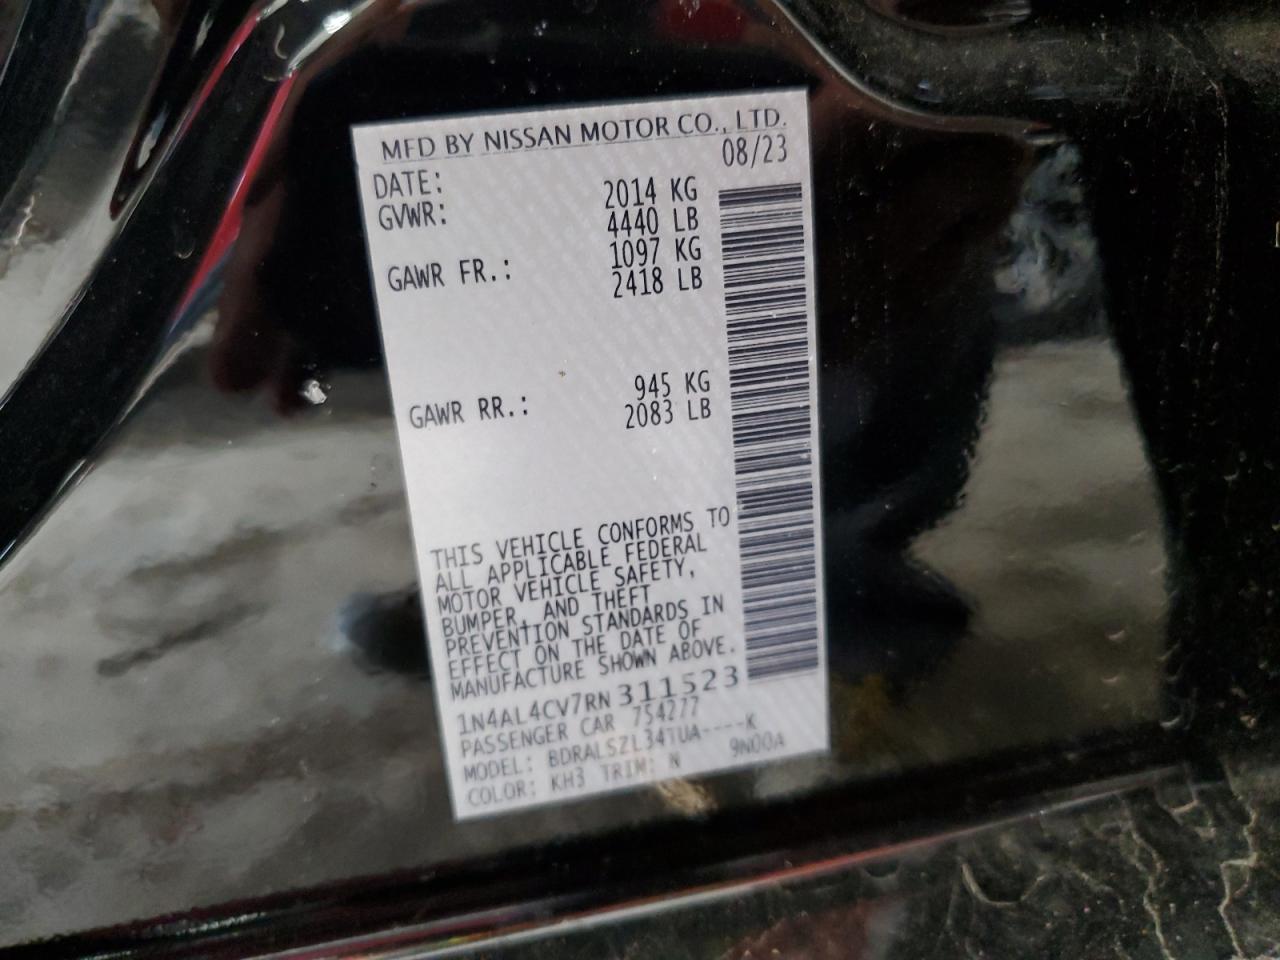 MFD BY NISSAN MOTOR CO., LTD.
DATE: 08/23
GVWR: 2014 KG
4440 LB
GAWR FR.: 1097 KG
2418 LB
GAWR RR.: 945 KG
2083 LB
THIS VEHICLE CONFORMS TO
ALL APPLICABLE FEDERAL
MOTOR VEHICLE SAFETY,
BUMPER, AND THEFT
PREVENTION STANDARDS IN
EFFECT ON THE DATE OF
MANUFACTURE SHOWN ABOVE.
1N4AL4CV7RN311523
PASSENGER CAR 754277
MODEL: BDRALSZL34TUA----K
COLOR: KH3 TRIM: N 9N00A